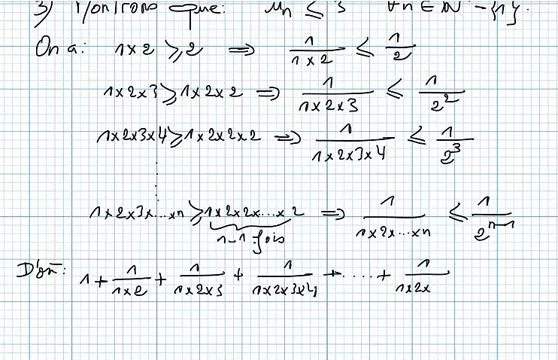 3) Montrons que: Un ≤ 3 ∀n ∈ ℕ* - {1}.
On a: 1×2 ≥ 2 ⟹ 1/(1×2) ≤ 1/2
1×2×3 ≥ 1×2×2 ⟹ 1/(1×2×3) ≤ 1/2²
1×2×3×4 ≥ 1×2×2×2 ⟹ 1/(1×2×3×4) ≤ 1/2³
1×2×3×...×n ≥ 1×2×2×...×2 ⟹ 1/(1×2×...×n) ≤ 1/2ⁿ⁻¹
n-1 fois
D'où: 1 + 1/(1×2) + 1/(1×2×3) + 1/(1×2×3×4) + .... + 1/(1×2×